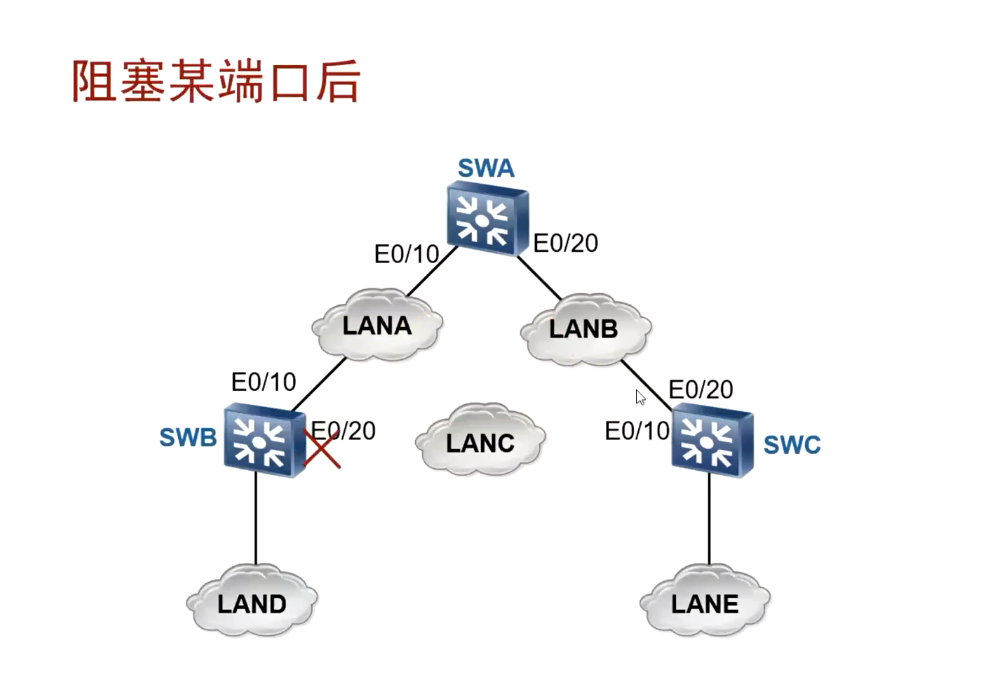 阻塞某端口后
SWA
E0/10
E0/20
LANA
LANB
E0/10
E0/20
SWB
E0/20
LANC
E0/10
SWC
LAND
LANE